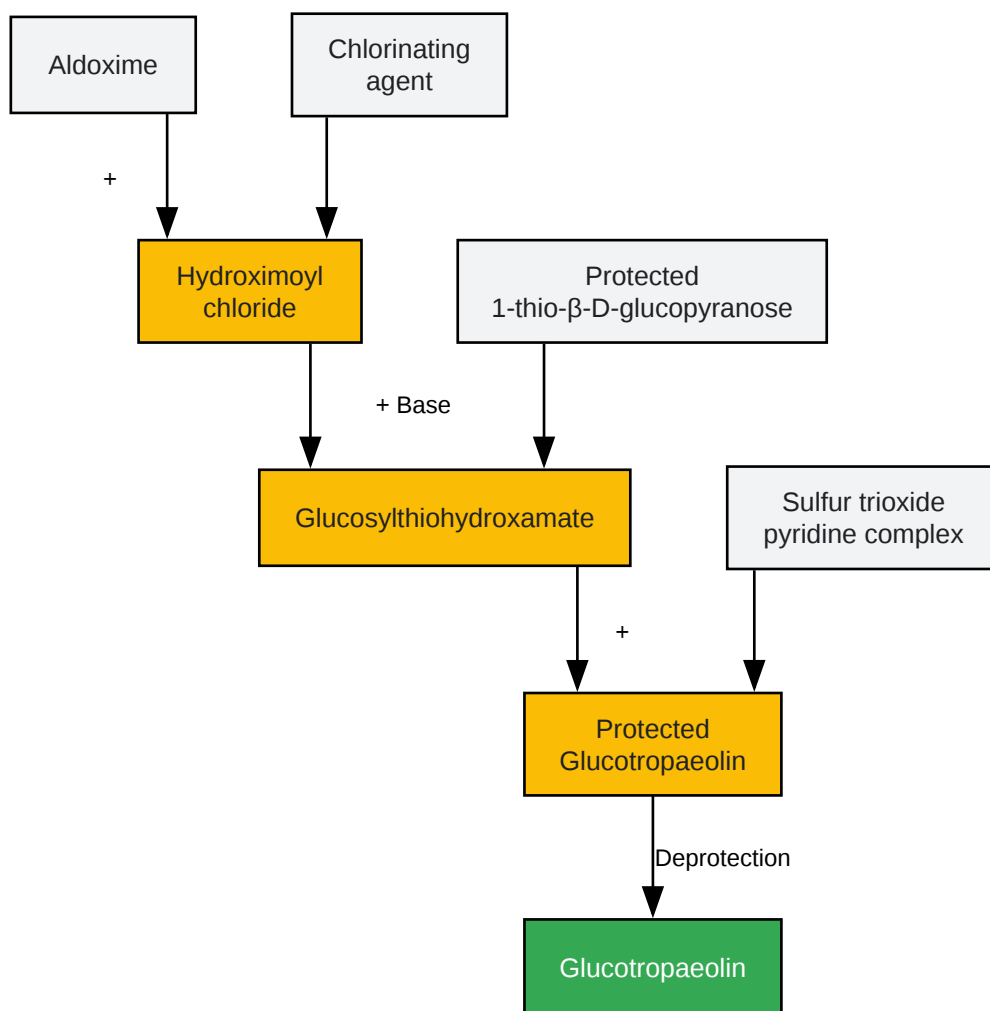 Aldoxime
Chlorinating
agent
+
Hydroximoyl
chloride
Protected
1-thio-β-D-glucopyranose
+ Base
Glucosylthiohydroxamate
Sulfur trioxide
pyridine complex
+
Protected
Glucotropaeolin
Deprotection
Glucotropaeolin